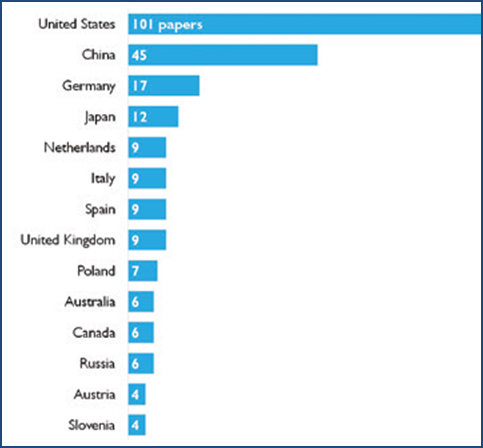 United States 101 papers
China 45
Germany 17
Japan 12
Netherlands 9
Italy 9
Spain 9
United Kingdom 9
Poland 7
Australia 6
Canada 6
Russia 6
Austria 4
Slovenia 4